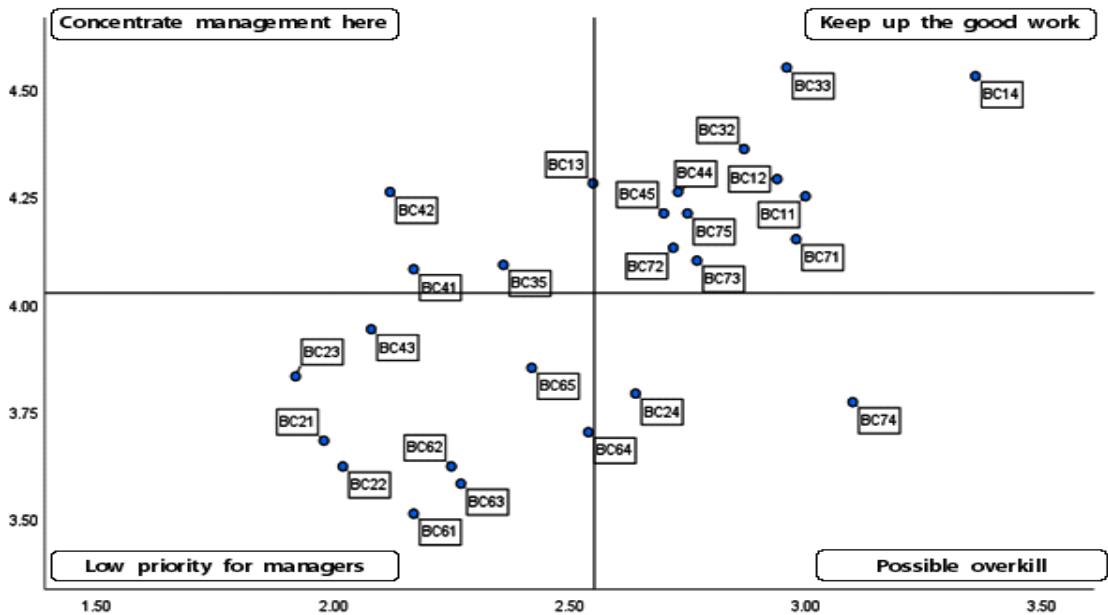 Concentrate management here
Keep up the good work
4.50
BC33
BC14
BC32
BC13
BC44
BC12
4.25
BC45
BC42
BC11
BC75
BC71
BC72
BC73
BC41
BC35
4.00
BC23
BC43
BC65
3.75
BC24
BC74
BC21
BC62
BC64
BC22
BC63
3.50
BC61
Low priority for managers
Possible overkill
1.50
2.00
2.50
3.00
3.50